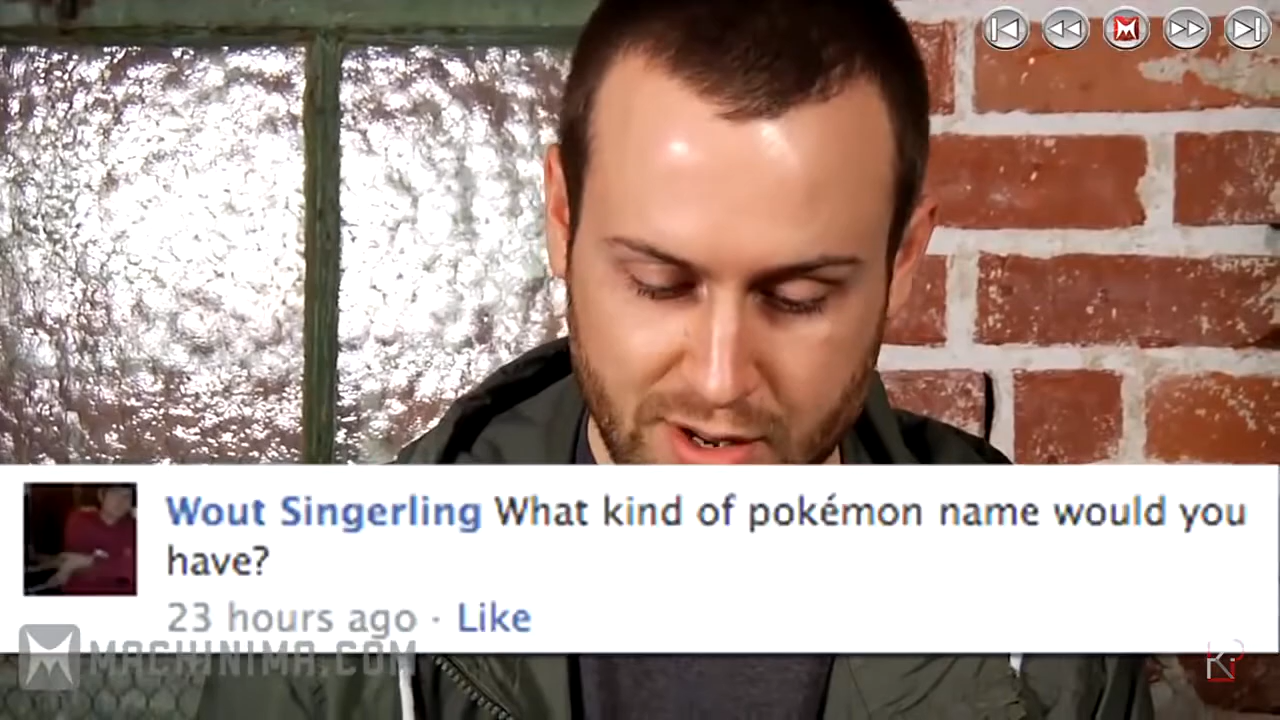 Wout Singerling What kind of pokémon name would you
have?
23 hours ago · Like
MACHINIMA.COM